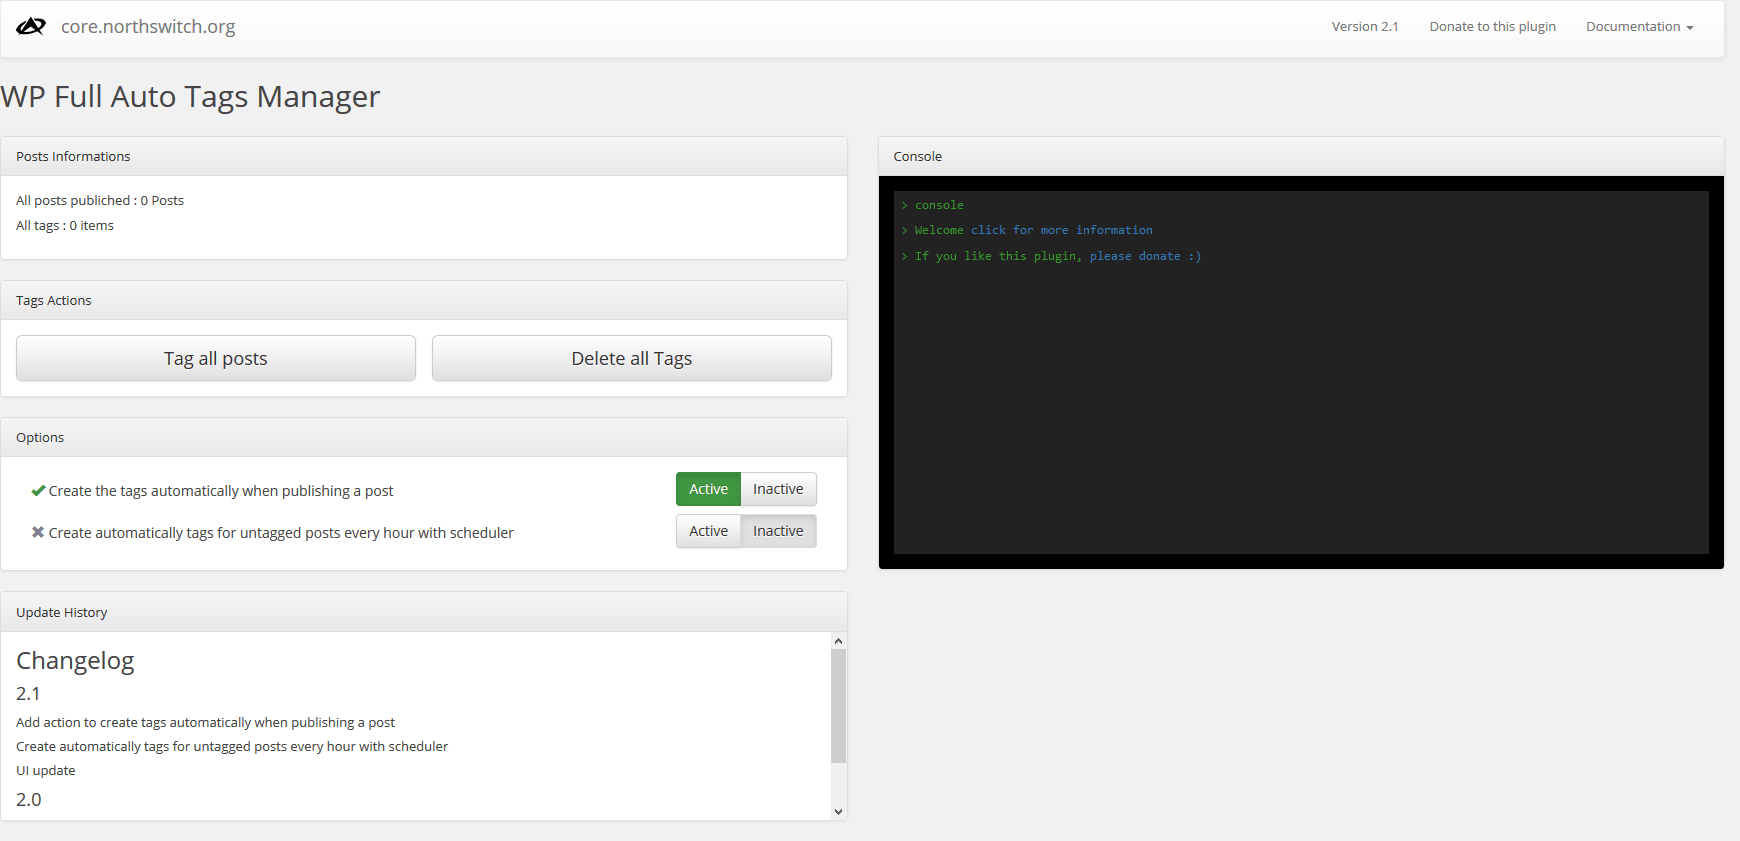 core.northswitch.org
Version 2.1
Donate to this plugin
Documentation
WP Full Auto Tags Manager
Posts Informations
All posts publiched : 0 Posts
All tags : 0 items
Tags Actions
Tag all posts
Delete all Tags
Options
Create the tags automatically when publishing a post
Active
Inactive
Create automatically tags for untagged posts every hour with scheduler
Active
Inactive
Update History
Changelog
2.1
Add action to create tags automatically when publishing a post
Create automatically tags for untagged posts every hour with scheduler
UI update
2.0
Console
> console
> Welcome click for more information
> If you like this plugin, please donate :)